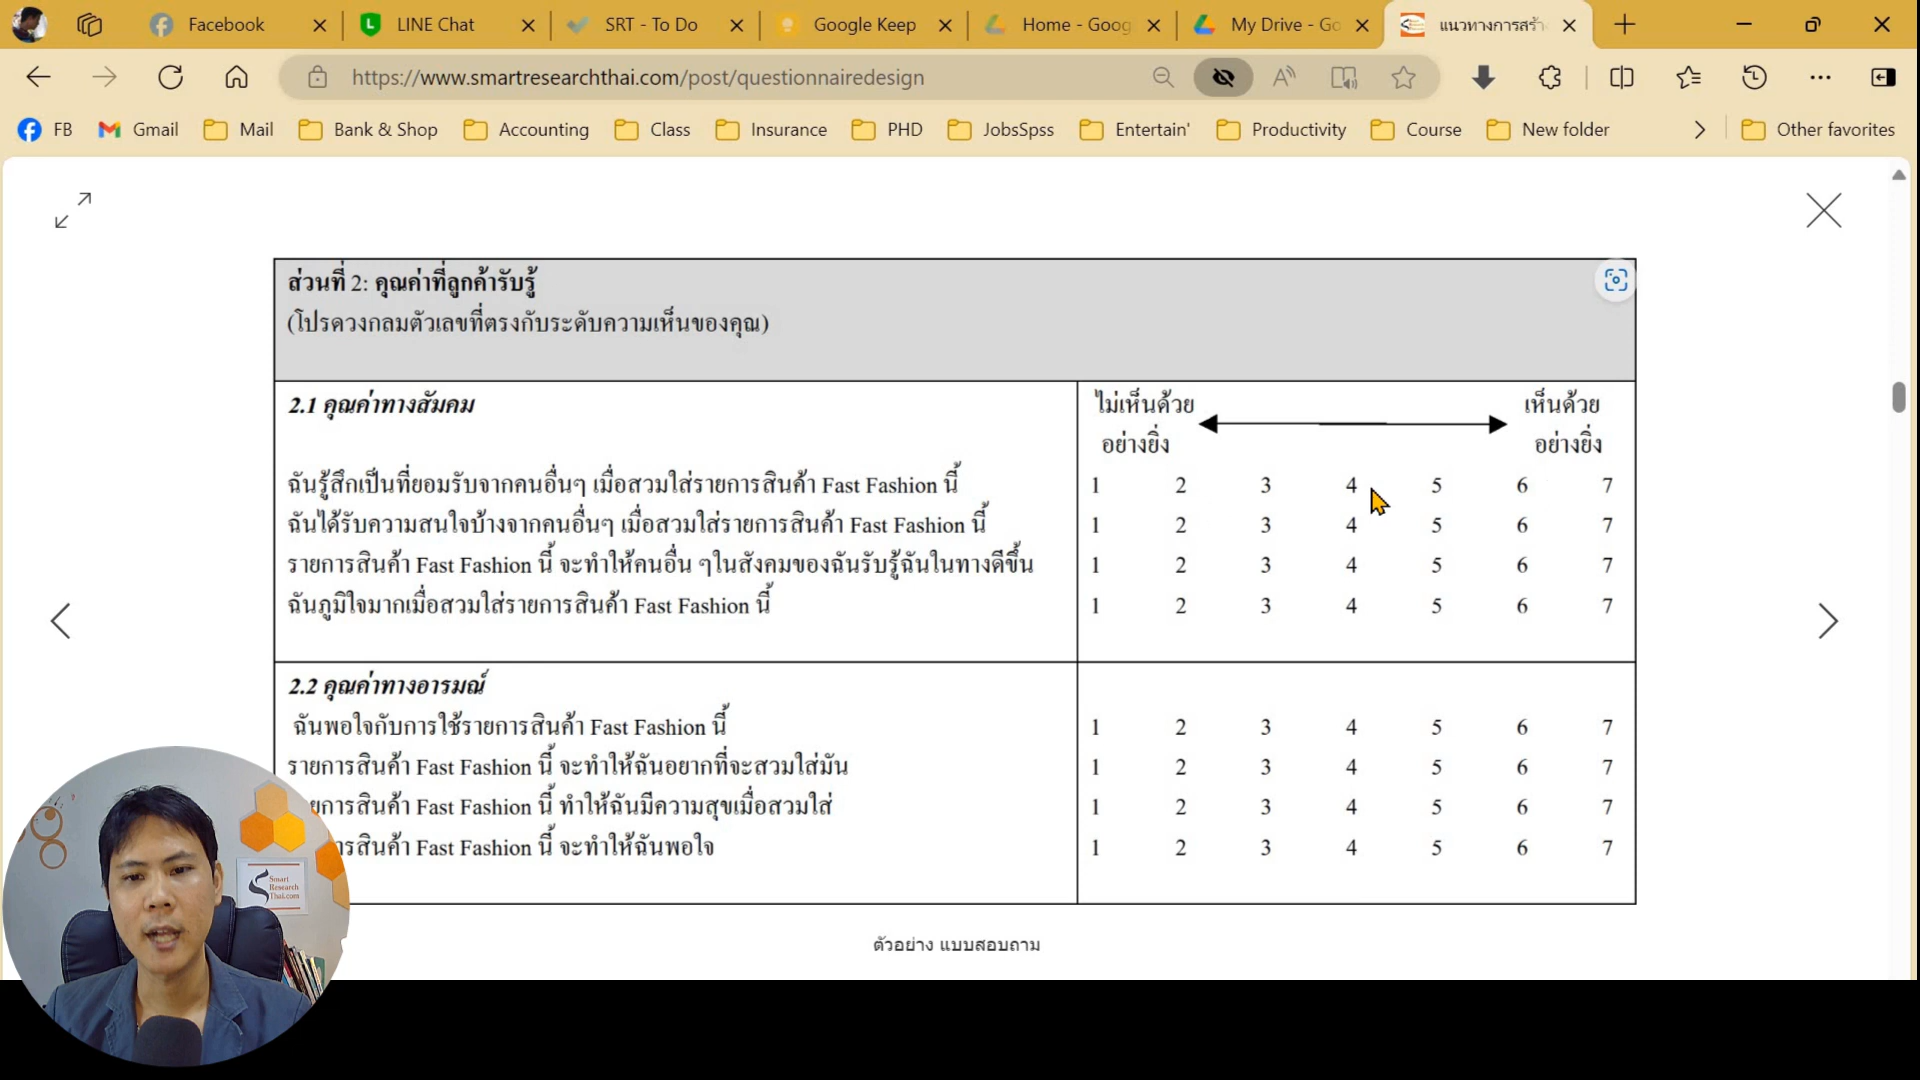 Facebook
LINE Chat
SRT - To Do
Google Keep
Home - Goog
My Drive - Go
แนวทางการสร้า
https://www.smartresearchthai.com/post/questionnairedesign
FB
Gmail
Mail
Bank & Shop
Accounting
Class
Insurance
PHD
JobsSpss
Entertain'
Productivity
Course
New folder
Other favorites
ส่วนที่ 2: คุณค่าที่ลูกค้ารับรู้
(โปรดวงกลมตัวเลขที่ตรงกับระดับความเห็นของคุณ)
2.1 คุณค่าทางสังคม
ไม่เห็นด้วย เห็นด้วย
อย่างยิ่ง อย่างยิ่ง
ฉันรู้สึกเป็นที่ยอมรับจากคนอื่นๆ เมื่อสวมใส่รายการสินค้า Fast Fashion นี้ 1 2 3 4 5 6 7
ฉันได้รับความสนใจบ้างจากคนอื่นๆ เมื่อสวมใส่รายการสินค้า Fast Fashion นี้ 1 2 3 4 5 6 7
รายการสินค้า Fast Fashion นี้ จะทำให้คนอื่น ๆในสังคมของฉันรับรู้ฉันในทางดีขึ้น 1 2 3 4 5 6 7
ฉันภูมิใจมากเมื่อสวมใส่รายการสินค้า Fast Fashion นี้ 1 2 3 4 5 6 7
2.2 คุณค่าทางอารมณ์
ฉันพอใจกับการใช้รายการสินค้า Fast Fashion นี้ 1 2 3 4 5 6 7
รายการสินค้า Fast Fashion นี้ จะทำให้ฉันอยากที่จะสวมใส่มัน 1 2 3 4 5 6 7
ยการสินค้า Fast Fashion นี้ ทำให้ฉันมีความสุขเมื่อสวมใส่ 1 2 3 4 5 6 7
การสินค้า Fast Fashion นี้ จะทำให้ฉันพอใจ 1 2 3 4 5 6 7
Smart
Research
Thai.com
ตัวอย่าง แบบสอบถาม